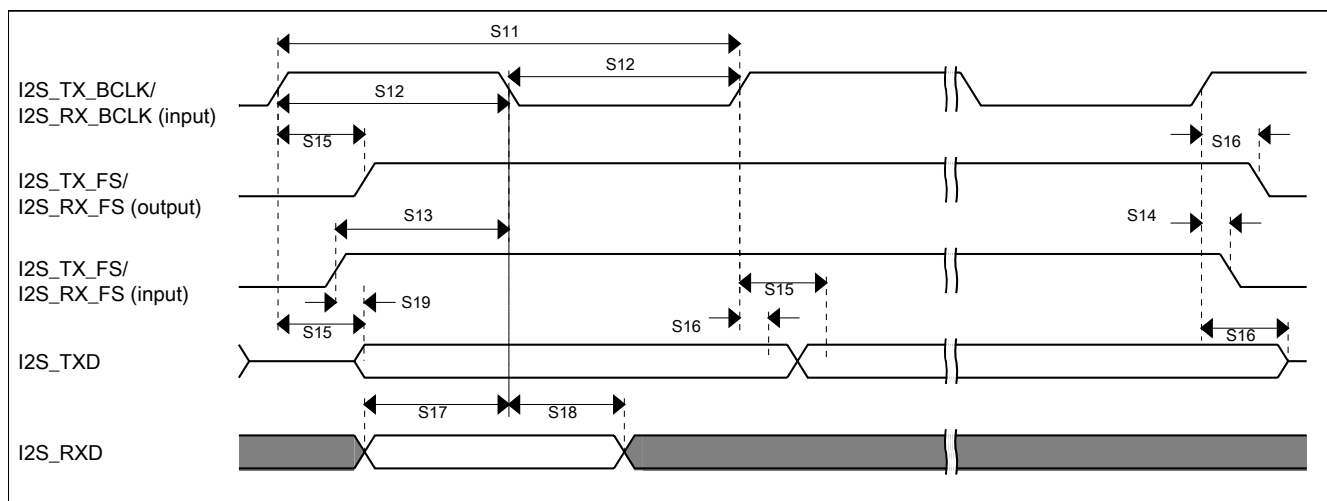 S11
I2S_TX_BCLK/
I2S_RX_BCLK (input)
S12
S12
S15
S16
I2S_TX_FS/
I2S_RX_FS (output)
S13
S14
I2S_TX_FS/
I2S_RX_FS (input)
S19
S15
S15
S16
S16
I2S_TXD
S17
S18
I2S_RXD